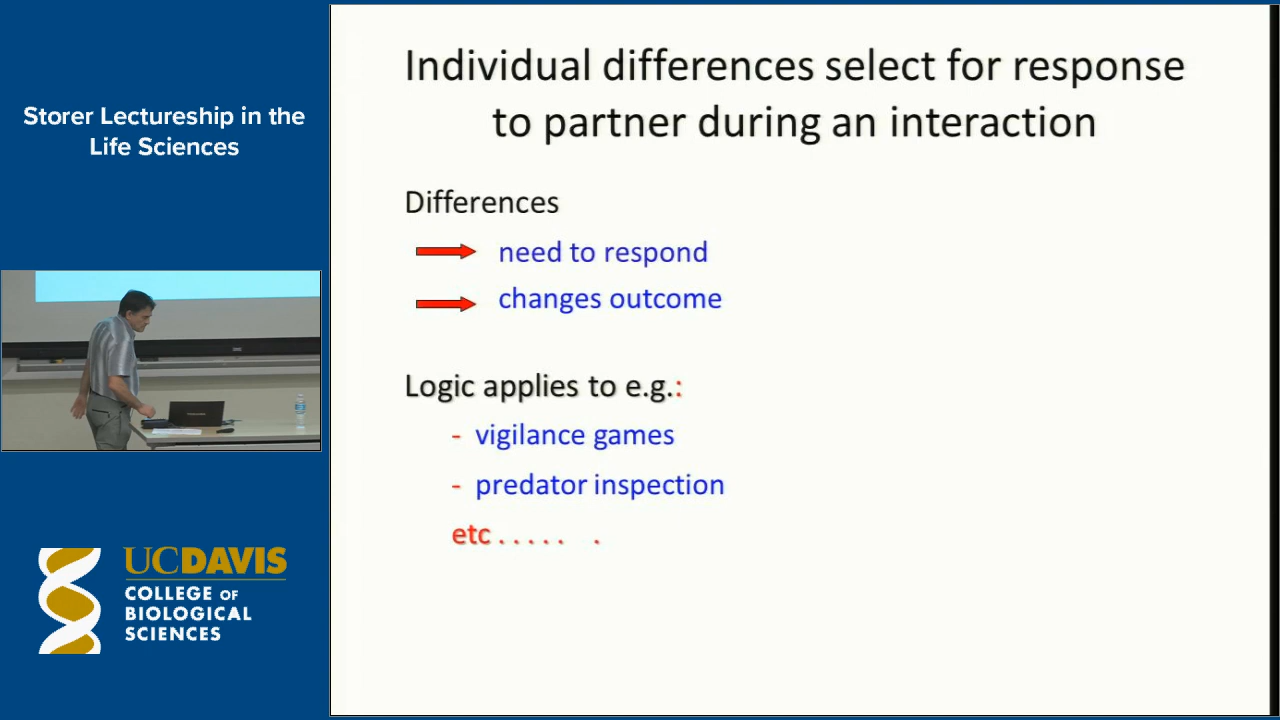 Storer Lectureship in the
Life Sciences
UCDAVIS
COLLEGE OF
BIOLOGICAL
SCIENCES
Individual differences select for response
to partner during an interaction
Differences
need to respond
changes outcome
Logic applies to e.g.:
- vigilance games
- predator inspection
etc . . . . . .